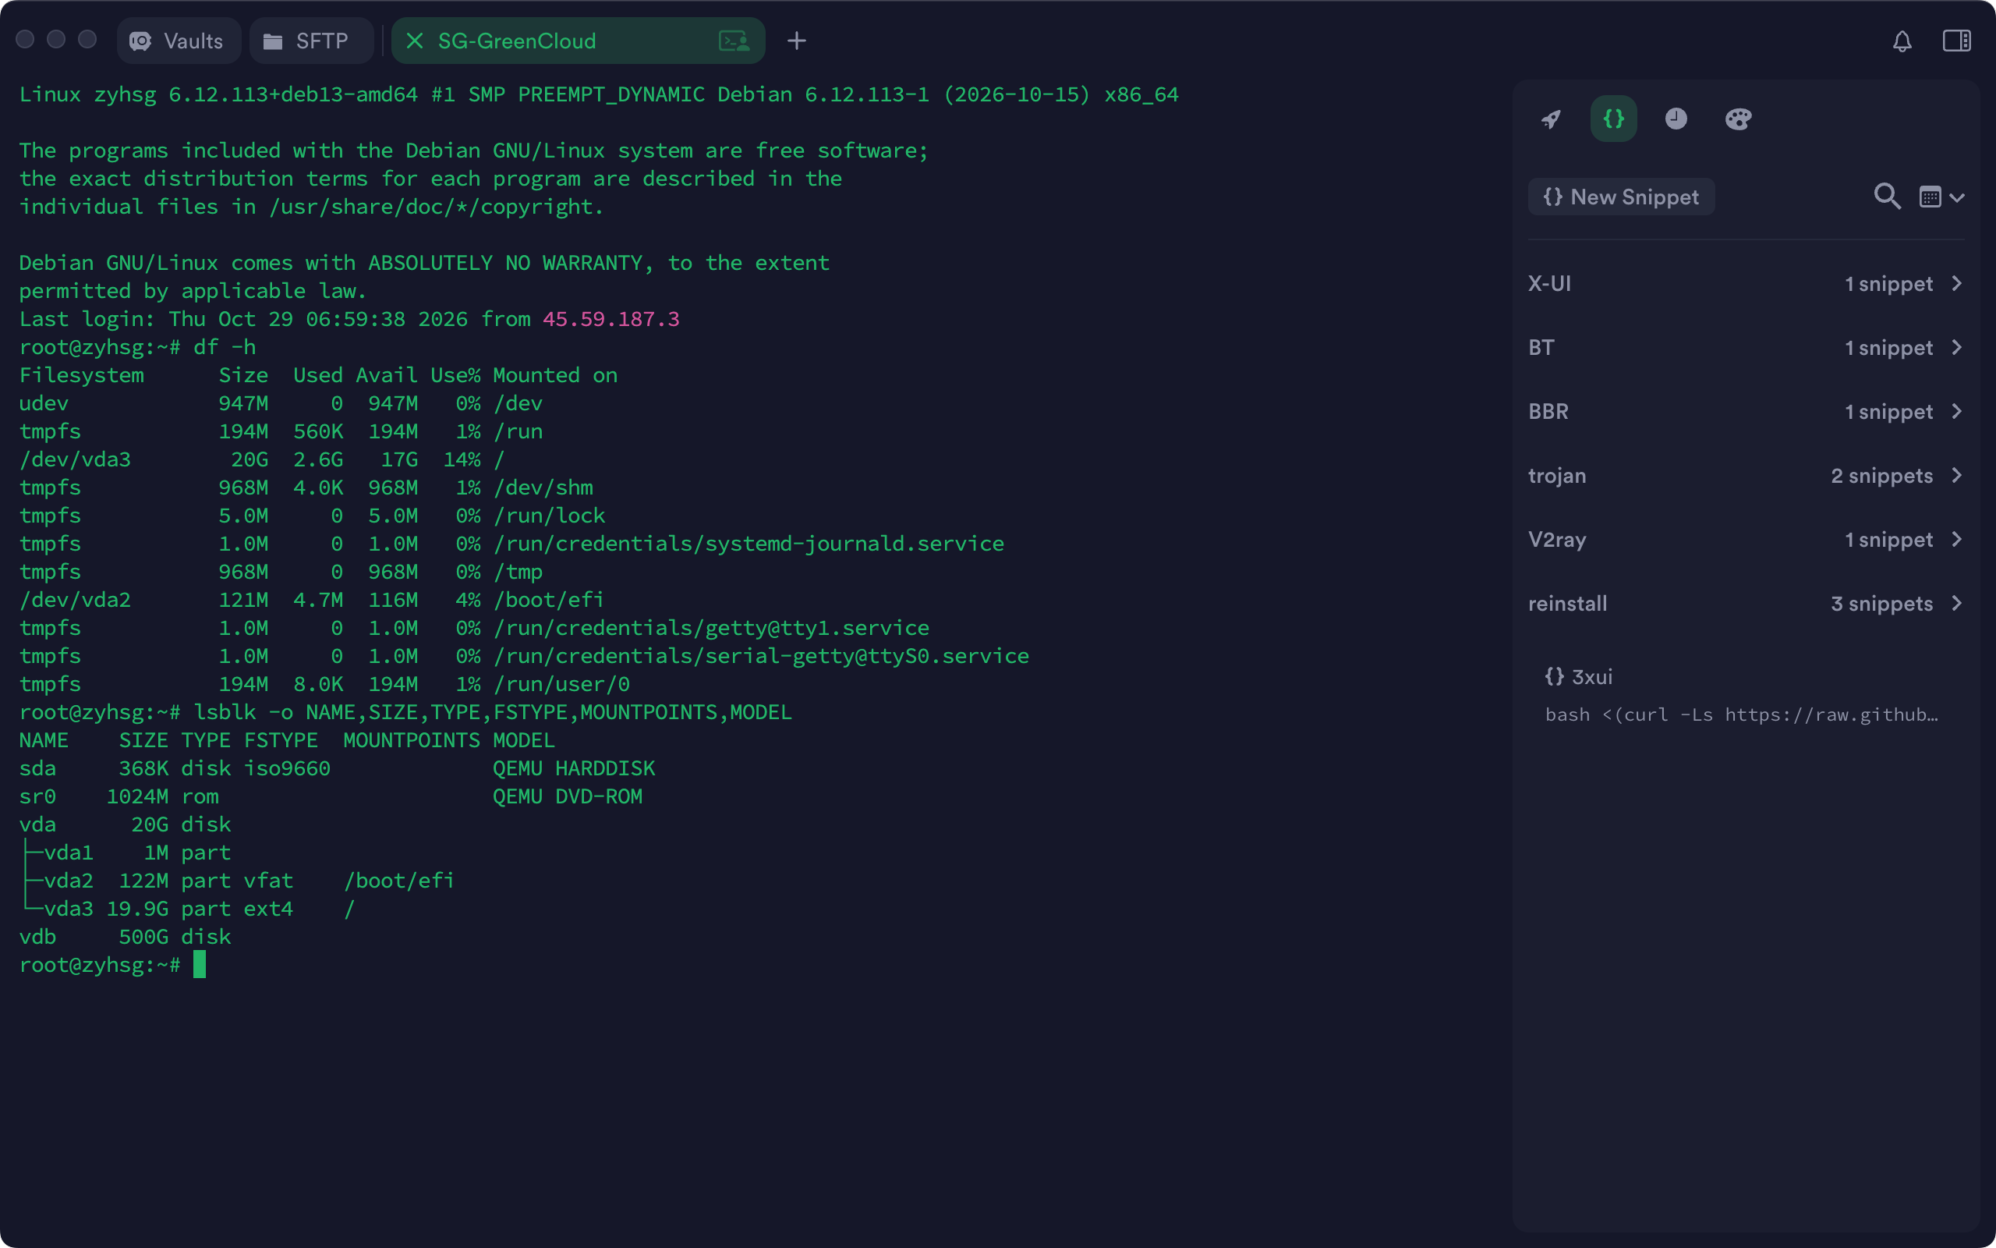 Vaults
SFTP
SG-GreenCloud
Linux zyhsg 6.12.113+deb13-amd64 #1 SMP PREEMPT_DYNAMIC Debian 6.12.113-1 (2026-10-15) x86_64
The programs included with the Debian GNU/Linux system are free software;
the exact distribution terms for each program are described in the
individual files in /usr/share/doc/*/copyright.
Debian GNU/Linux comes with ABSOLUTELY NO WARRANTY, to the extent
permitted by applicable law.
Last login: Thu Oct 29 06:59:38 2026 from 45.59.187.3
root@zyhsg:~# df -h
Filesystem      Size  Used Avail Use% Mounted on
udev            947M     0  947M   0% /dev
tmpfs           194M  560K  194M   1% /run
/dev/vda3        20G  2.6G   17G  14% /
tmpfs           968M  4.0K  968M   1% /dev/shm
tmpfs           5.0M     0  5.0M   0% /run/lock
tmpfs           1.0M     0  1.0M   0% /run/credentials/systemd-journald.service
tmpfs           968M     0  968M   0% /tmp
/dev/vda2       121M  4.7M  116M   4% /boot/efi
tmpfs           1.0M     0  1.0M   0% /run/credentials/getty@tty1.service
tmpfs           1.0M     0  1.0M   0% /run/credentials/serial-getty@ttyS0.service
tmpfs           194M  8.0K  194M   1% /run/user/0
root@zyhsg:~# lsblk -o NAME,SIZE,TYPE,FSTYPE,MOUNTPOINTS,MODEL
NAME    SIZE TYPE FSTYPE  MOUNTPOINTS MODEL
sda     368K disk iso9660             QEMU HARDDISK
sr0    1024M rom                      QEMU DVD-ROM
vda      20G disk
├─vda1    1M part
├─vda2  122M part vfat    /boot/efi
└─vda3 19.9G part ext4    /
vdb     500G disk
root@zyhsg:~#
{} New Snippet
X-UI 1 snippet
BT 1 snippet
BBR 1 snippet
trojan 2 snippets
V2ray 1 snippet
reinstall 3 snippets
{} 3xui
bash <(curl -Ls https://raw.github…